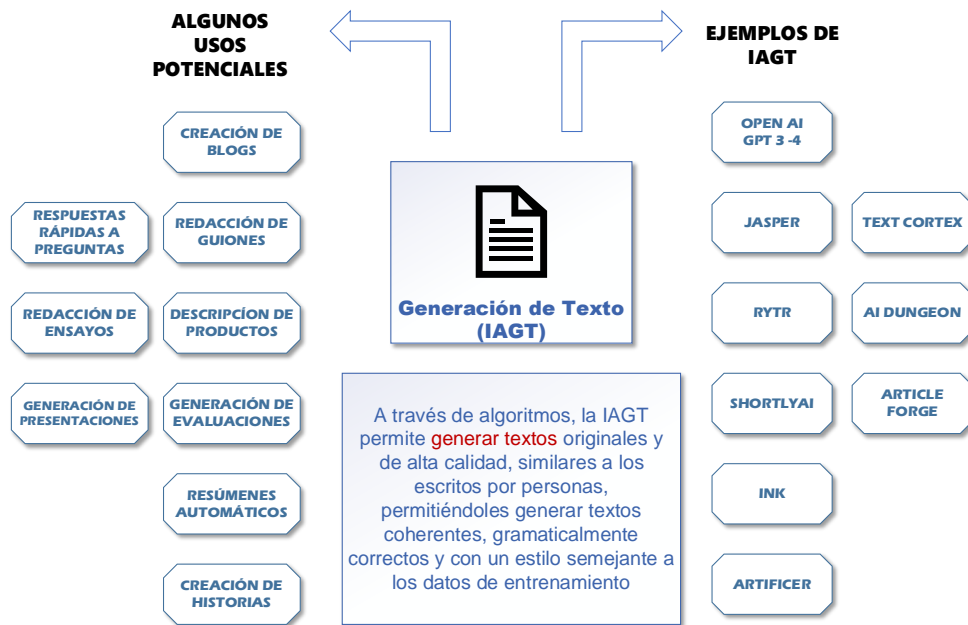 ALGUNOS
USOS
POTENCIALES
CREACIÓN DE
BLOGS
RESPUESTAS
RÁPIDAS A
PREGUNTAS
REDACCIÓN DE
GUIONES
REDACCIÓN DE
ENSAYOS
DESCRIPCÍON DE
PRODUCTOS
GENERACIÓN DE
PRESENTACIONES
GENERACIÓN DE
EVALUACIONES
RESÚMENES
AUTOMÁTICOS
CREACIÓN DE
HISTORIAS
Generación de Texto
(IAGT)
A través de algoritmos, la IAGT
permite generar textos originales y
de alta calidad, similares a los
escritos por personas,
permitiéndoles generar textos
coherentes, gramaticalmente
correctos y con un estilo semejante a
los datos de entrenamiento
EJEMPLOS DE
IAGT
OPEN AI
GPT 3 -4
JASPER
TEXT CORTEX
RYTR
AI DUNGEON
SHORTLYAI
ARTICLE
FORGE
INK
ARTIFICER